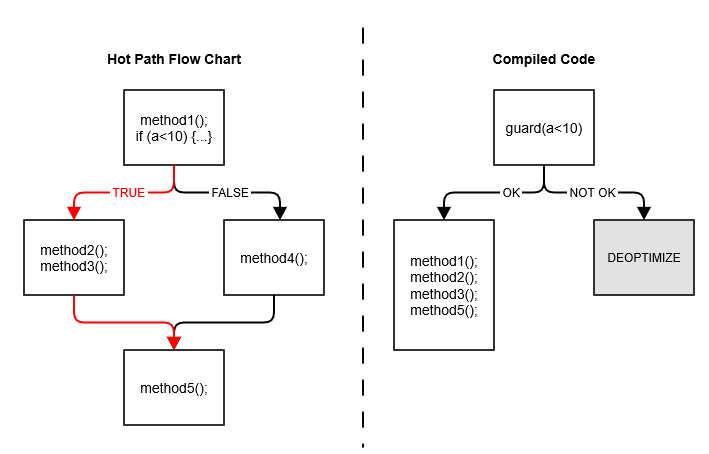 Hot Path Flow Chart
method1();
if (a<10) {...}
TRUE
FALSE
method2();
method3();
method4();
method5();
Compiled Code
guard(a<10)
OK
NOT OK
method1();
method2();
method3();
method5();
DEOPTIMIZE